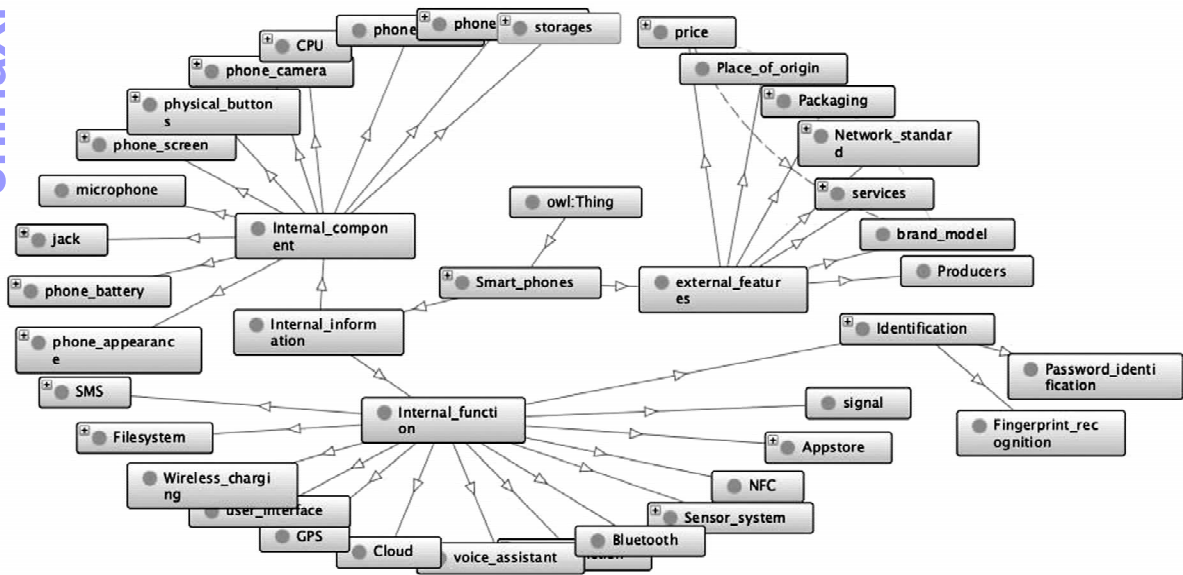 CPU
phone
phone
storages
phone_camera
physical_button
s
phone_screen
microphone
jack
phone_battery
phone_appearanc
e
Internal_compon
ent
Internal_inform
ation
owl:Thing
Smart_phones
external_featur
es
price
Place_of_origin
Packaging
Network_standar
d
services
brand_model
Producers
Identification
Password_identi
fication
Fingerprint_rec
ognition
Internal_functi
on
SMS
Filesystem
Wireless_chargi
ng
user_interface
GPS
Cloud
voice_assistant
Bluetooth
Sensor_system
NFC
Appstore
signal